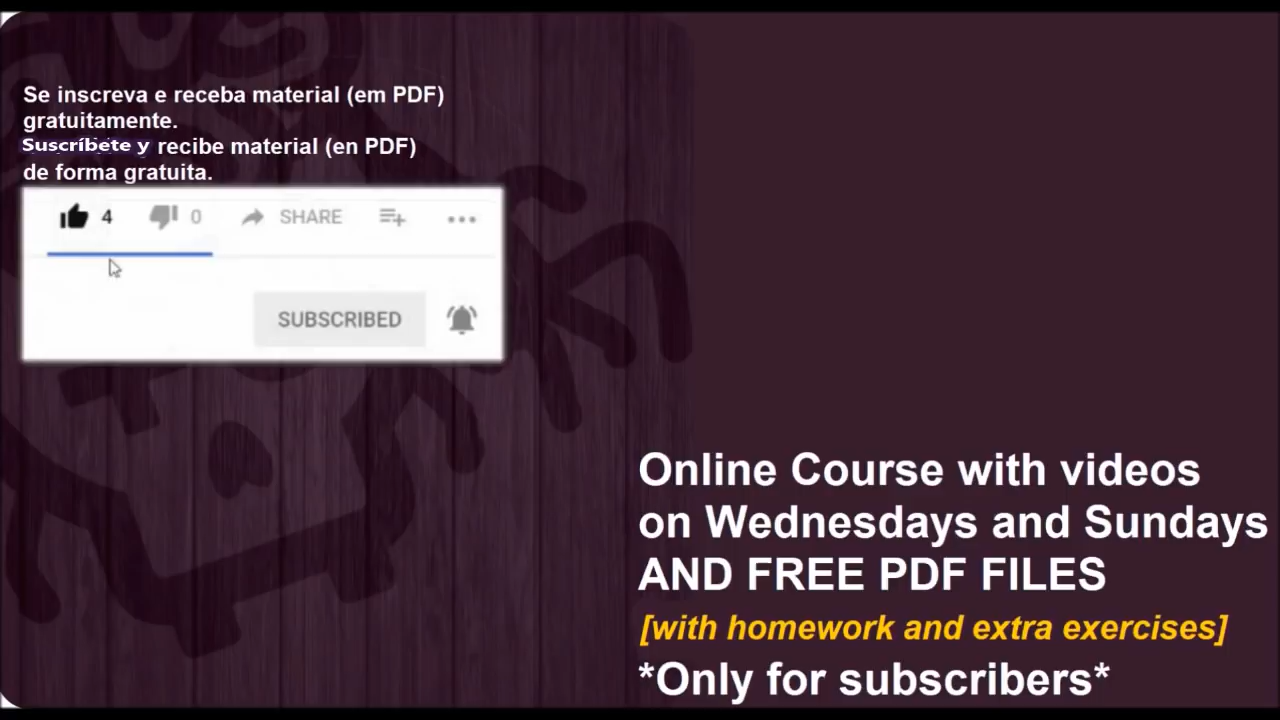 Se inscreva e receba material (em PDF)
gratuitamente.
Suscríbete y recibe material (en PDF)
de forma gratuita.
4 0 SHARE
SUBSCRIBED
Online Course with videos
on Wednesdays and Sundays
AND FREE PDF FILES
[with homework and extra exercises]
*Only for subscribers*